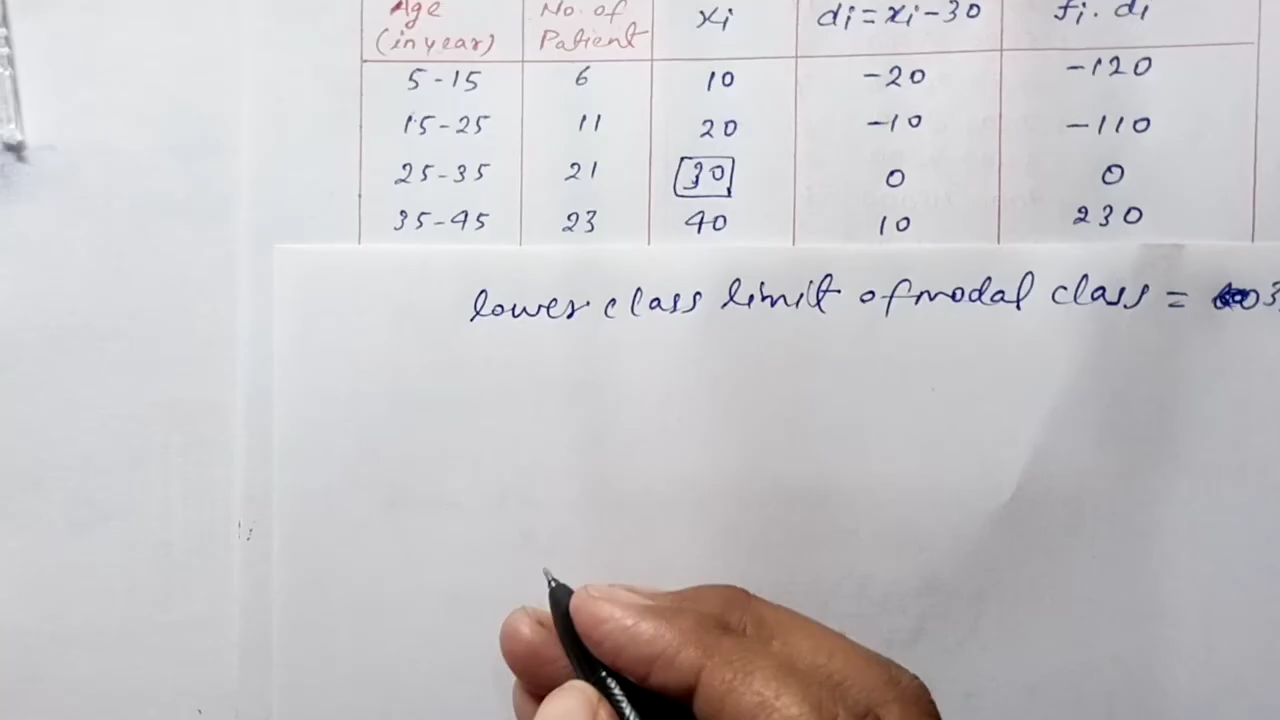 Age No. of xi di = xi - 30 fi. di
(in year) Patient
5-15 6 10 -20 -120
15-25 11 20 -10 -110
25-35 21 30 0 0
35-45 23 40 10 230
lower class limit of modal class = 3